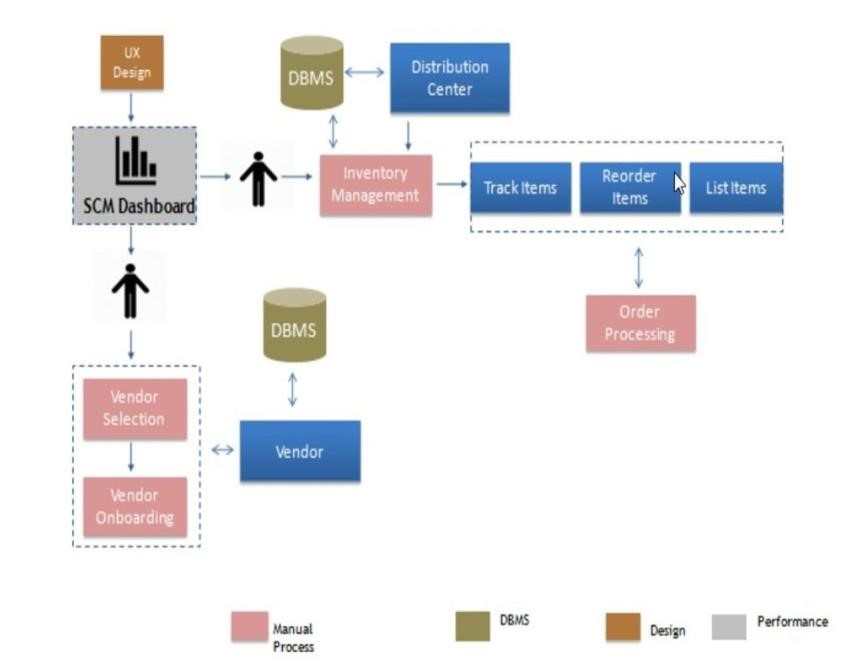 UX
Design
DBMS
Distribution
Center
SCM Dashboard
Inventory
Management
Track Items
Reorder
Items
List Items
DBMS
Order
Processing
Vendor
Selection
Vendor
Vendor
Onboarding
Manual
Process
DBMS
Design
Performance